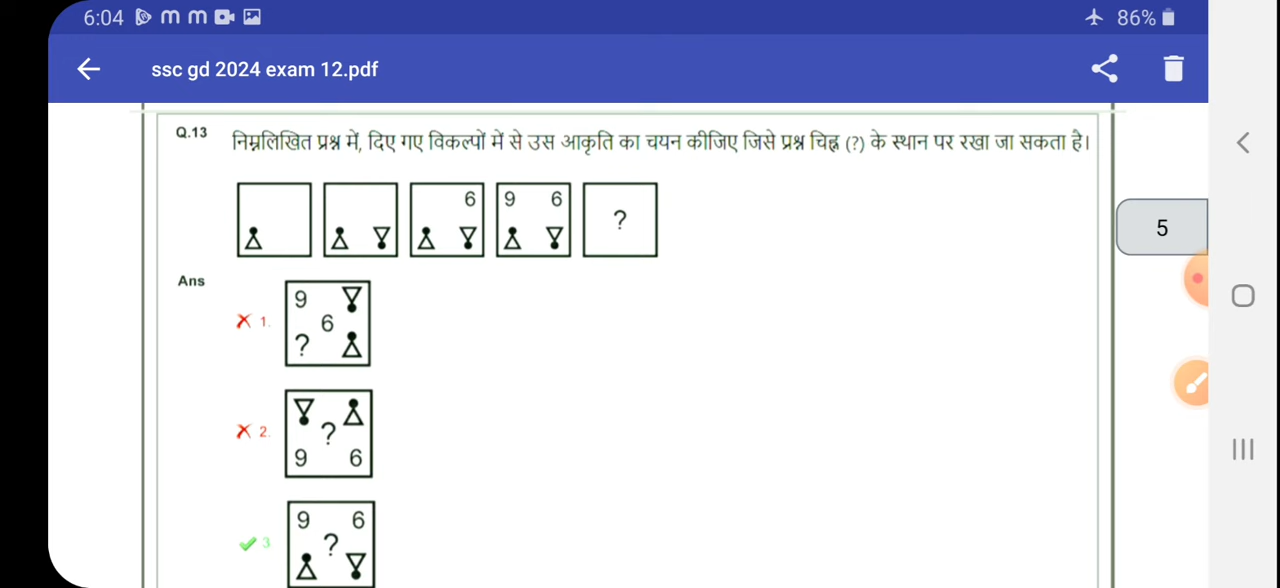 6:04 m m 86%
ssc gd 2024 exam 12.pdf
Q.13 निम्नलिखित प्रश्न में, दिए गए विकल्पों में से उस आकृति का चयन कीजिए जिसे प्रश्न चिह्न (?) के स्थान पर रखा जा सकता है।
6 9 6 ?
5
Ans
1. 9 6 ?
2. ? 9 6
3. 9 6 ?